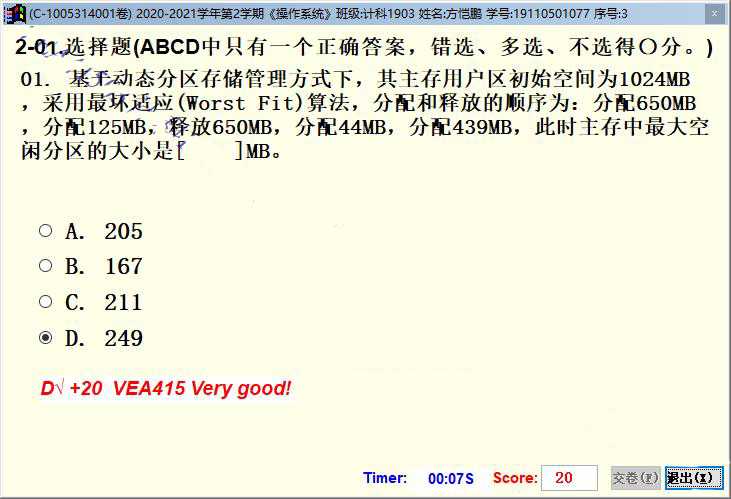 (C-1005314001卷) 2020-2021学年第2学期《操作系统》班级:计科1903 姓名:方恺鹏 学号:19110501077 序号:3
2-01.选择题(ABCD中只有一个正确答案，错选、多选、不选得〇分。)
01. 基于动态分区存储管理方式下，其主存用户区初始空间为1024MB
，采用最坏适应(Worst Fit)算法，分配和释放的顺序为：分配650MB
，分配125MB，释放650MB，分配44MB，分配439MB，此时主存中最大空
闲分区的大小是[ ]MB。
A. 205
B. 167
C. 211
D. 249
D√ +20 VEA415 Very good!
Timer: 00:07S Score: 20 交卷(F) 退出(X)